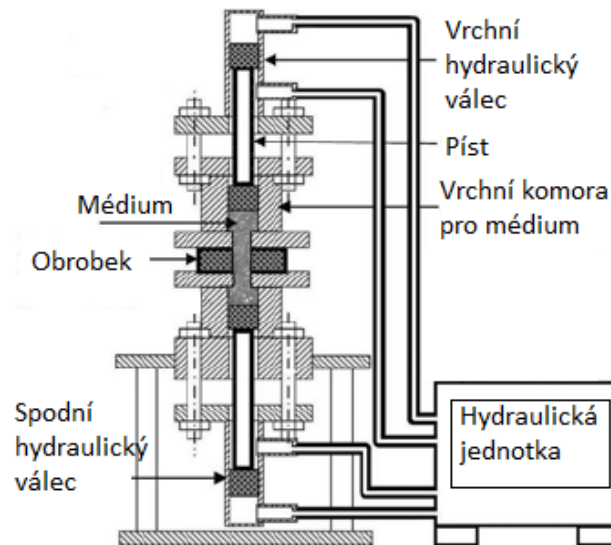 Vrchní
hydraulický
válec
Píst
Médium
Vrchní komora
pro médium
Obrobek
Spodní
hydraulický
válec
Hydraulická
jednotka